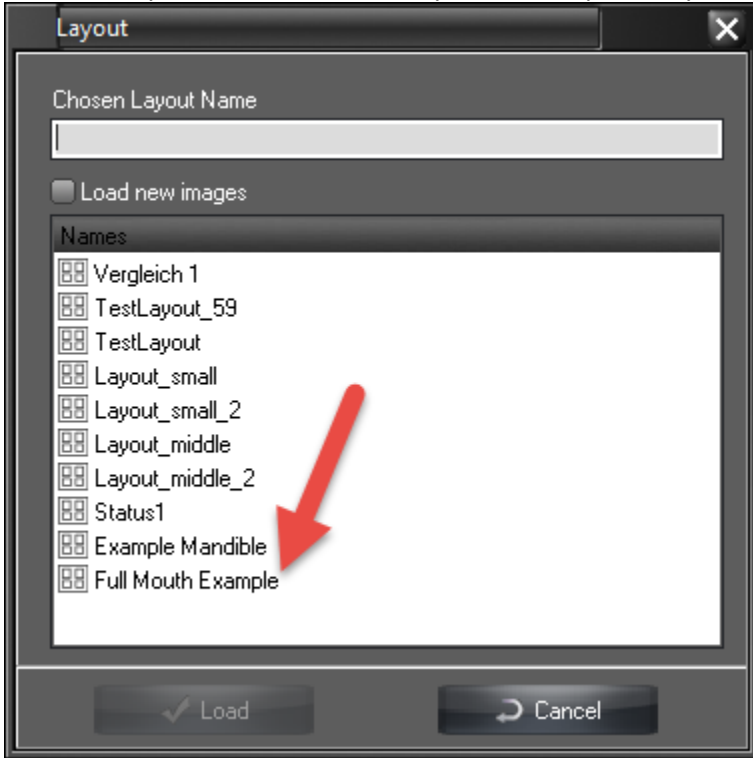 Layout
Chosen Layout Name
Load new images
Names
Vergleich 1
TestLayout_59
TestLayout
Layout_small
Layout_small_2
Layout_middle
Layout_middle_2
Status1
Example Mandible
Full Mouth Example
Load
Cancel